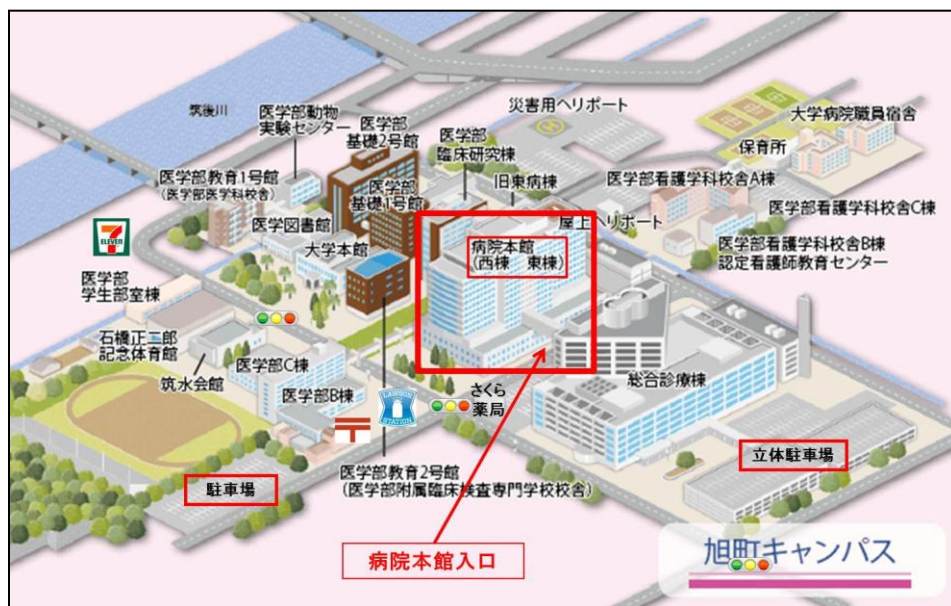 筑後川
医学部動物
実験センター
医学部
基礎2号館
医学部
臨床研究棟
災害用ヘリポート
大学病院職員宿舎
保育所
医学部教育1号館
(医学部医学科校舎)
医学部
基礎1号館
旧東病棟
医学部看護学科校舎A棟
医学図書館
大学本館
病院本館
(西棟 東棟)
屋上ヘリポート
医学部看護学科校舎C棟
医学部看護学科校舎B棟
認定看護師教育センター
7
ELEVEN
医学部
学生部室棟
石橋正二郎
記念体育館
筑水会館
医学部C棟
医学部B棟
LAWSON
STATION
さくら
薬局
総合診療棟
立体駐車場
駐車場
医学部教育2号館
(医学部附属臨床検査専門学校校舎)
病院本館入口
旭町キャンパス